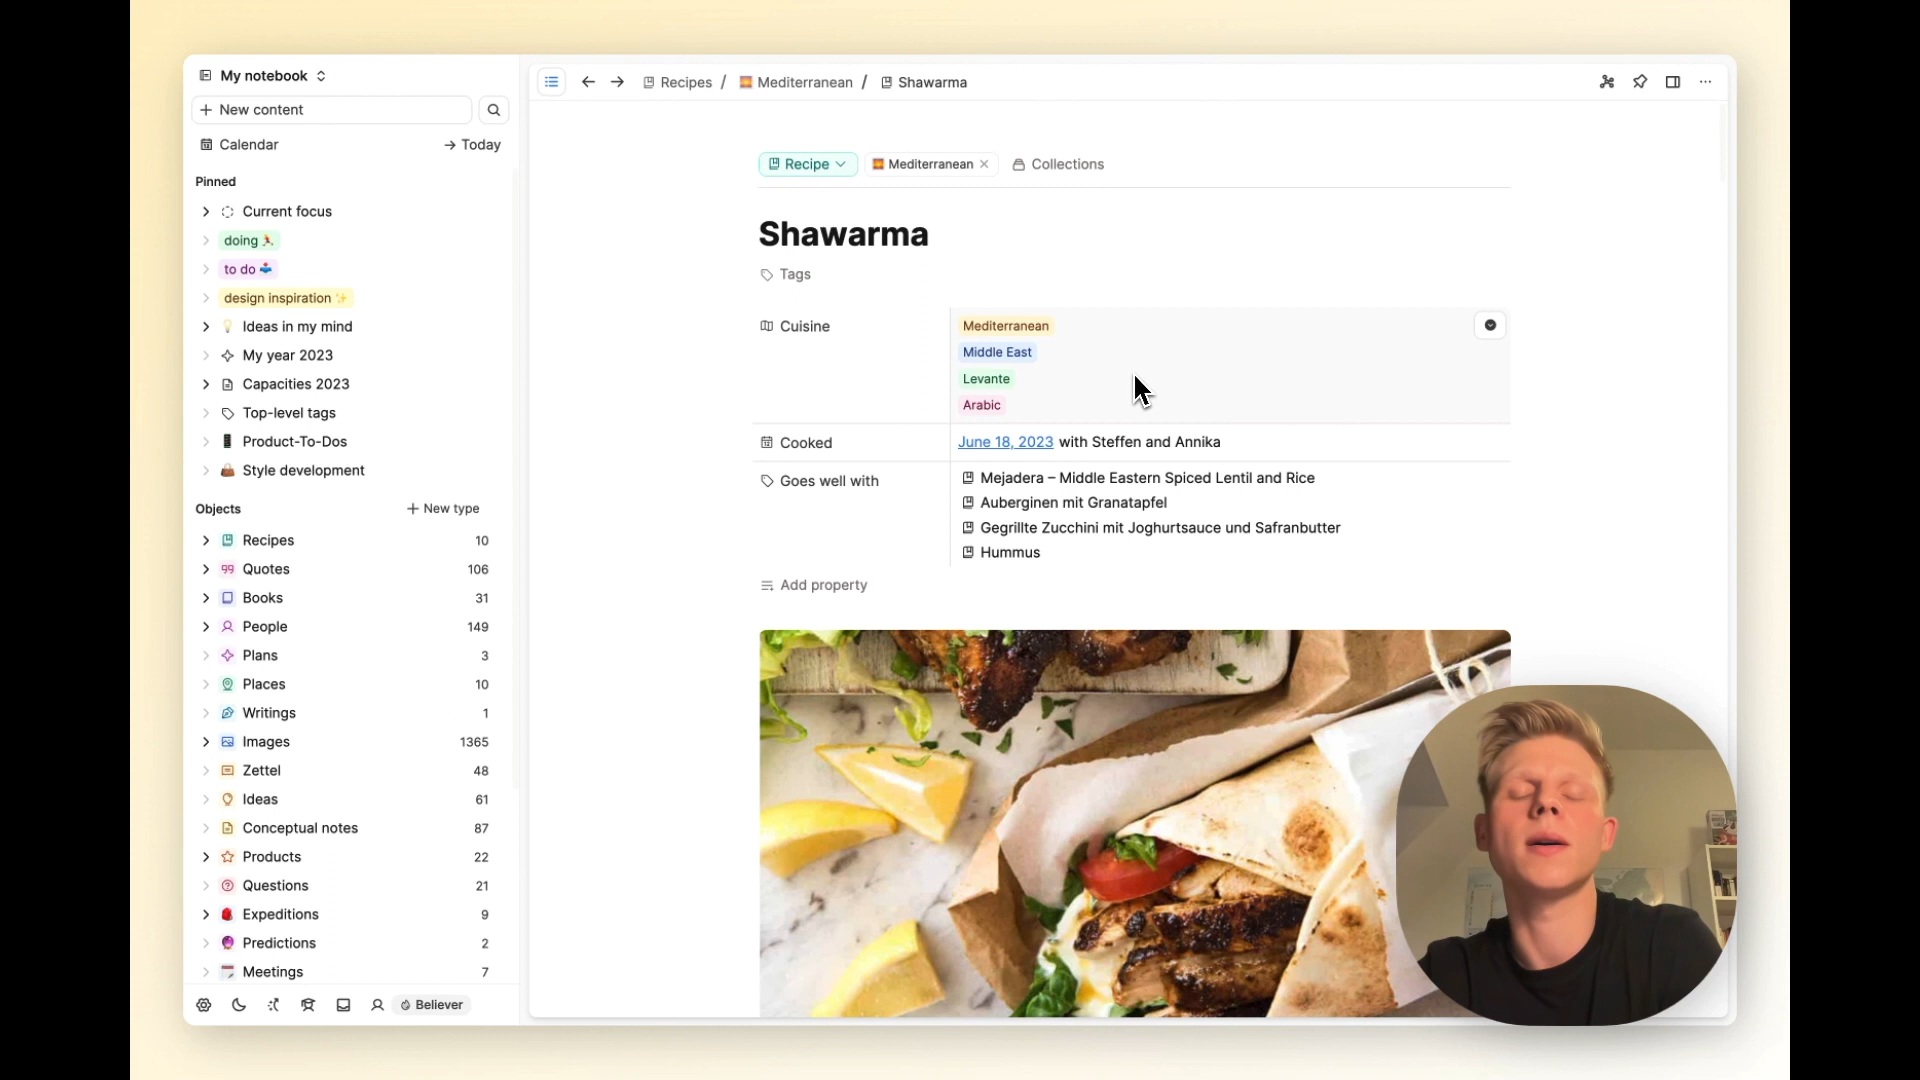 My notebook
New content
Calendar
Today
Pinned
Current focus
doing
to do
design inspiration
Ideas in my mind
My year 2023
Capacities 2023
Top-level tags
Product-To-Dos
Style development
Objects
New type
Recipes 10
Quotes 106
Books 31
People 149
Plans 3
Places 10
Writings 1
Images 1365
Zettel 48
Ideas 61
Conceptual notes 87
Products 22
Questions 21
Expeditions 9
Predictions 2
Meetings 7
Believer
Recipes / Mediterranean / Shawarma
Recipe Mediterranean Collections
Shawarma
Tags
Cuisine
Mediterranean
Middle East
Levante
Arabic
Cooked
June 18, 2023 with Steffen and Annika
Goes well with
Mejadera – Middle Eastern Spiced Lentil and Rice
Auberginen mit Granatapfel
Gegrillte Zucchini mit Joghurtsauce und Safranbutter
Hummus
Add property